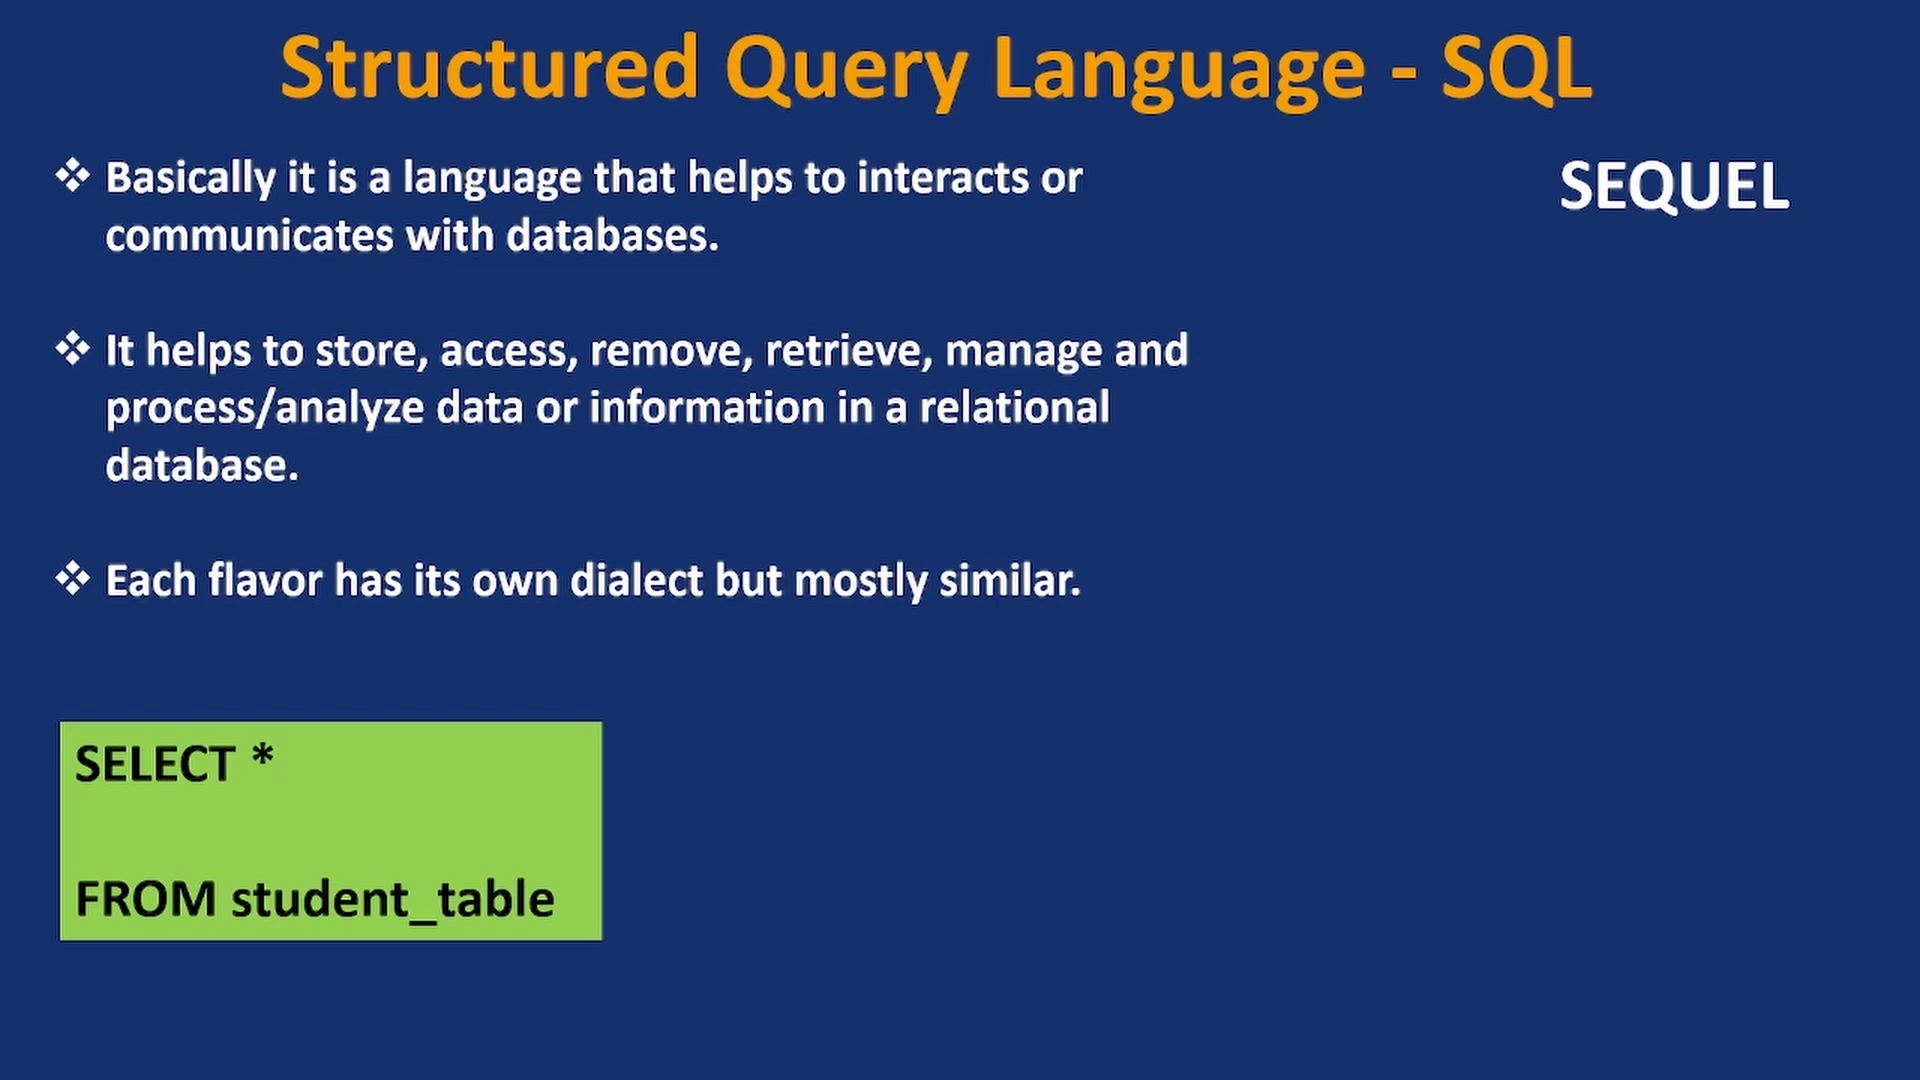 Structured Query Language - SQL
SEQUEL
❖ Basically it is a language that helps to interacts or
communicates with databases.
❖ It helps to store, access, remove, retrieve, manage and
process/analyze data or information in a relational
database.
❖ Each flavor has its own dialect but mostly similar.
SELECT *
FROM student_table